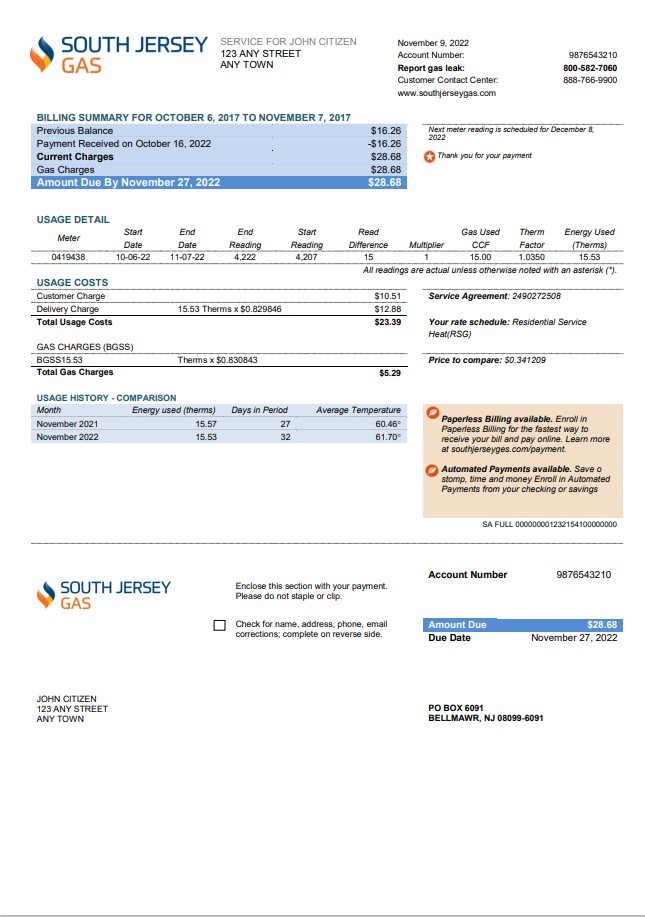 SOUTH JERSEY
GAS
SERVICE FOR JOHN CITIZEN
123 ANY STREET
ANY TOWN
November 9, 2022
Account Number: 9876543210
Report gas leak: 800-582-7060
Customer Contact Center: 888-766-9900
www.southjerseygas.com
BILLING SUMMARY FOR OCTOBER 6, 2017 TO NOVEMBER 7, 2017
Previous Balance $16.26
Payment Received on October 16, 2022 -$16.26
Current Charges $28.68
Gas Charges $28.68
Amount Due By November 27, 2022 $28.68
Next meter reading is scheduled for December 8,
2022
Thank you for your payment
USAGE DETAIL
Meter Start Date End Date End Reading Start Reading Read Difference Multiplier Gas Used CCF Therm Factor Energy Used (Therms)
0419438 10-06-22 11-07-22 4,222 4,207 15 1 15.00 1.0350 15.53
All readings are actual unless otherwise noted with an asterisk (*).
USAGE COSTS
Customer Charge $10.51
Delivery Charge 15.53 Therms x $0.829846 $12.88
Total Usage Costs $23.39
Service Agreement: 2490272508
Your rate schedule: Residential Service
Heat(RSG)
GAS CHARGES (BGSS)
BGSS15.53 Therms x $0.830843
Total Gas Charges $5.29
Price to compare: $0.341209
USAGE HISTORY - COMPARISON
Month Energy used (therms) Days in Period Average Temperature
November 2021 15.57 27 60.46°
November 2022 15.53 32 61.70°
Paperless Billing available. Enroll in
Paperless Billing for the fastest way to
receive your bill and pay online. Learn more
at southjerseyges.com/payment.
Automated Payments available. Save o
stomp, time and money Enroll in Automated
Payments from your checking or savings
SA FULL 0000000012321541000000000
SOUTH JERSEY
GAS
Enclose this section with your payment.
Please do not staple or clip.
Check for name, address, phone, email
corrections; complete on reverse side.
Account Number 9876543210
Amount Due $28.68
Due Date November 27, 2022
JOHN CITIZEN
123 ANY STREET
ANY TOWN
PO BOX 6091
BELLMAWR, NJ 08099-6091